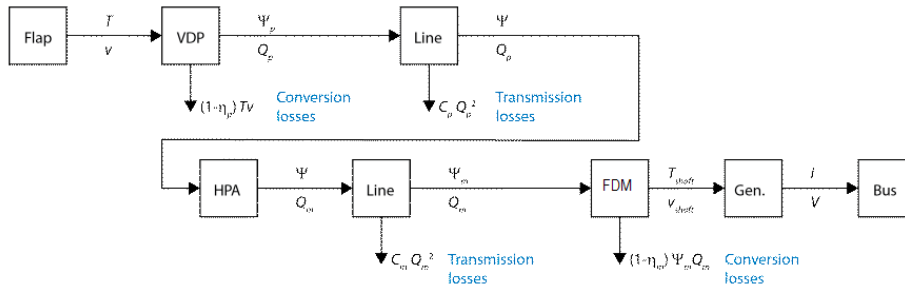 Flap
T
v
VDP
Ψp
Qp
Line
Ψ
Qp
(1-ηp) Tv
Conversion
losses
Cp Qp²
Transmission
losses
HPA
Ψ
Qm
Line
Ψm
Qm
FDM
Tshaft
vshaft
Gen.
I
V
Bus
Cm Qm²
Transmission
losses
(1-ηm) Ψm Qm
Conversion
losses